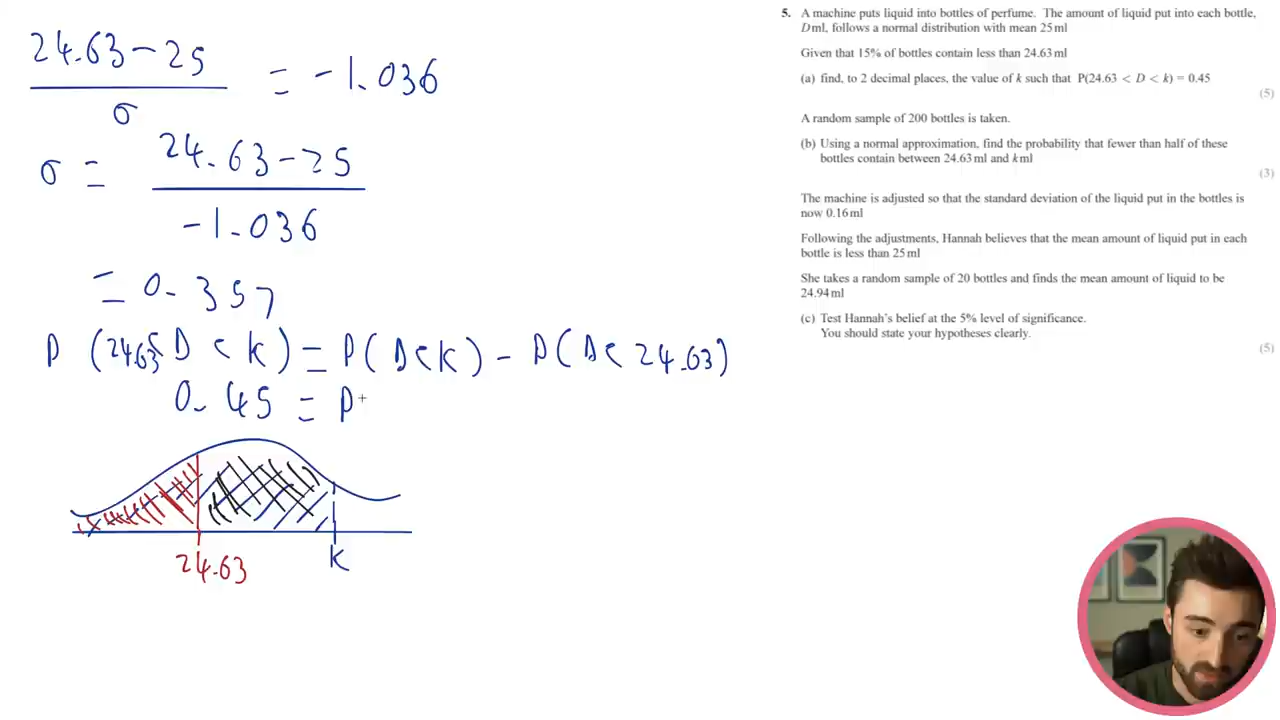 24.63 - 25
σ
= -1.036
σ = 24.63 - 25
-1.036
= 0.357
P (24.63 < D < k) = P(D < k) - P(D < 24.63)
0.45 = P
24.63
k
5. A machine puts liquid into bottles of perfume. The amount of liquid put into each bottle,
D ml, follows a normal distribution with mean 25 ml
Given that 15% of bottles contain less than 24.63 ml
(a) find, to 2 decimal places, the value of k such that P(24.63 < D < k) = 0.45
(5)
A random sample of 200 bottles is taken.
(b) Using a normal approximation, find the probability that fewer than half of these
bottles contain between 24.63 ml and k ml
(3)
The machine is adjusted so that the standard deviation of the liquid put in the bottles is
now 0.16 ml
Following the adjustments, Hannah believes that the mean amount of liquid put in each
bottle is less than 25 ml
She takes a random sample of 20 bottles and finds the mean amount of liquid to be
24.94 ml
(c) Test Hannah's belief at the 5% level of significance.
You should state your hypotheses clearly.
(5)